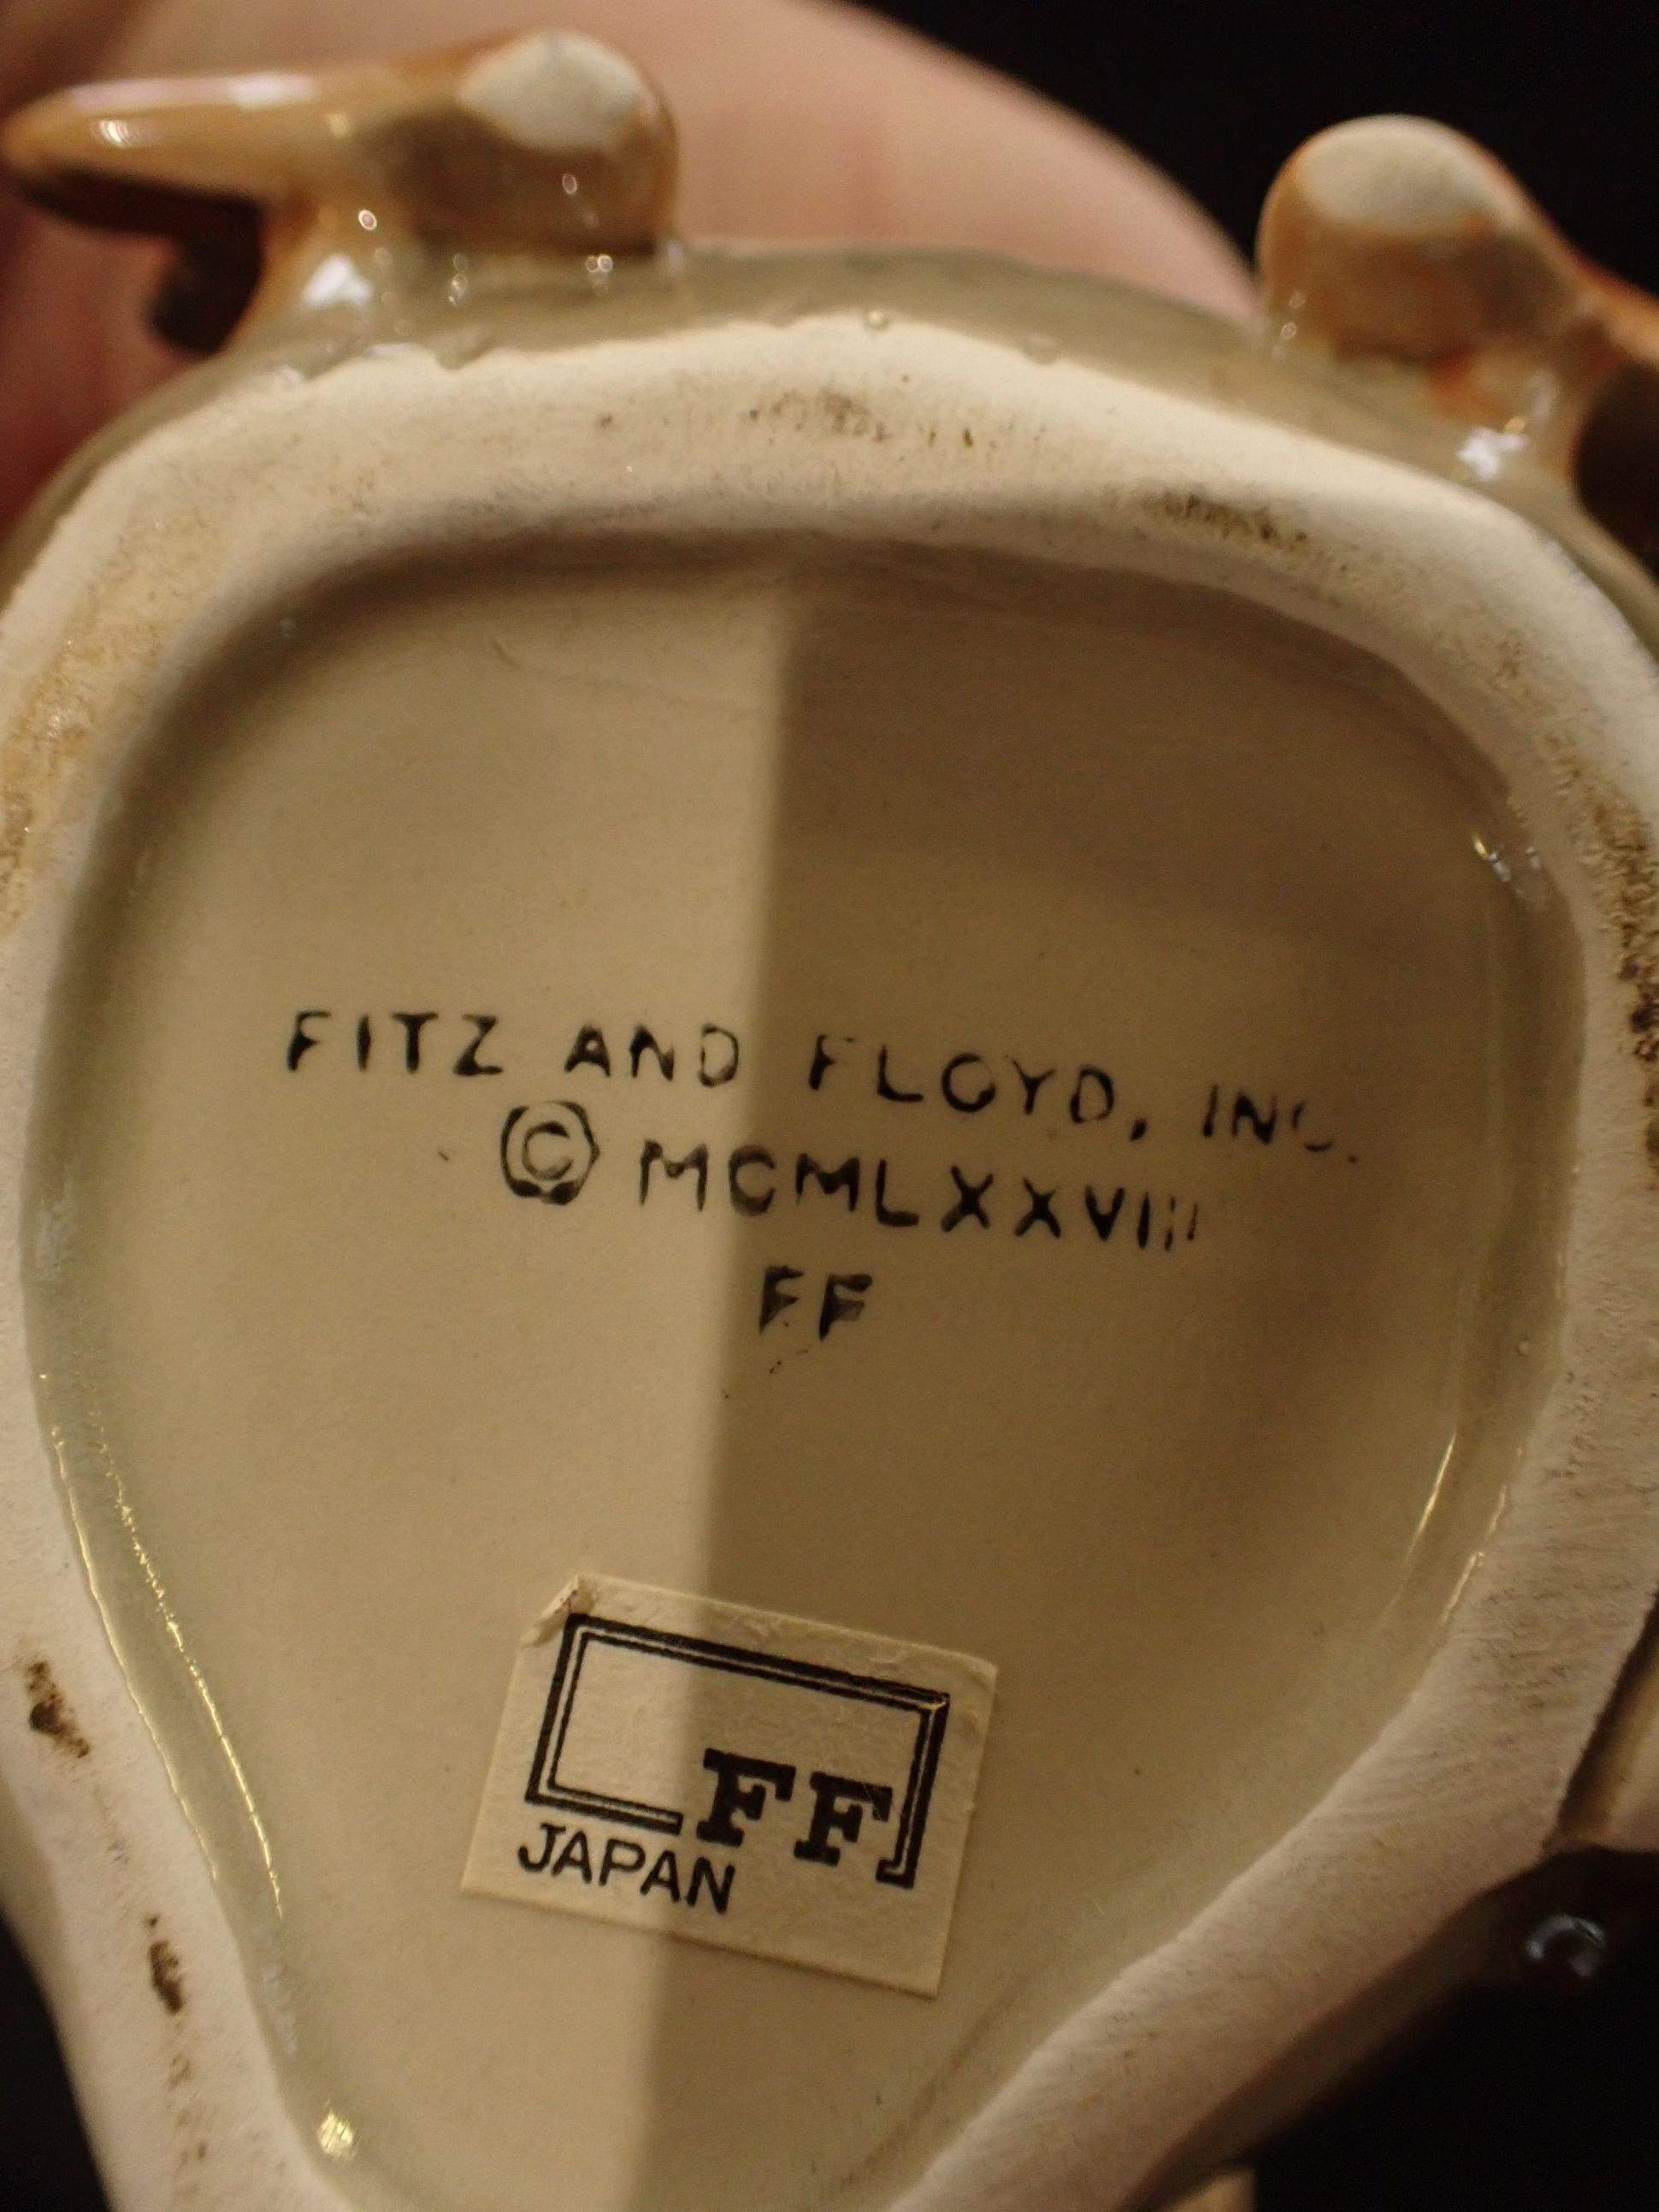 FITZ AND FLOYD, INC.
© MCMLXXVIII
FF
FF
JAPAN